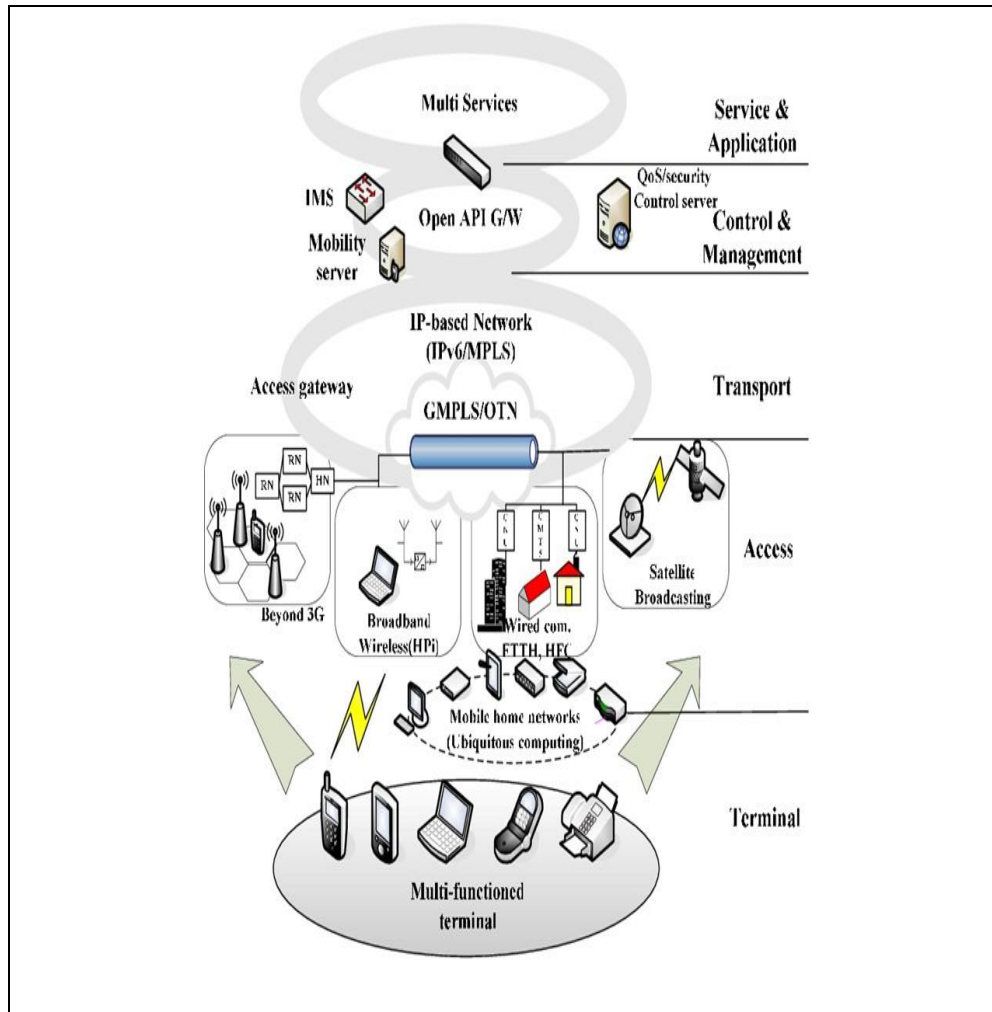 Multi Services
Service &
Application
IMS
QoS/security
Control server
Open API G/W
Control &
Management
Mobility
server
IP-based Network
(IPv6/MPLS)
Access gateway
Transport
GMPLS/OTN
RN
RN
RN
HN
CMTS
Access
Satellite
Broadcasting
Beyond 3G
Broadband
Wireless(HPi)
Wired com.
FTTH, HFC
Mobile home networks
(Ubiquitous computing)
Terminal
Multi-functioned
terminal